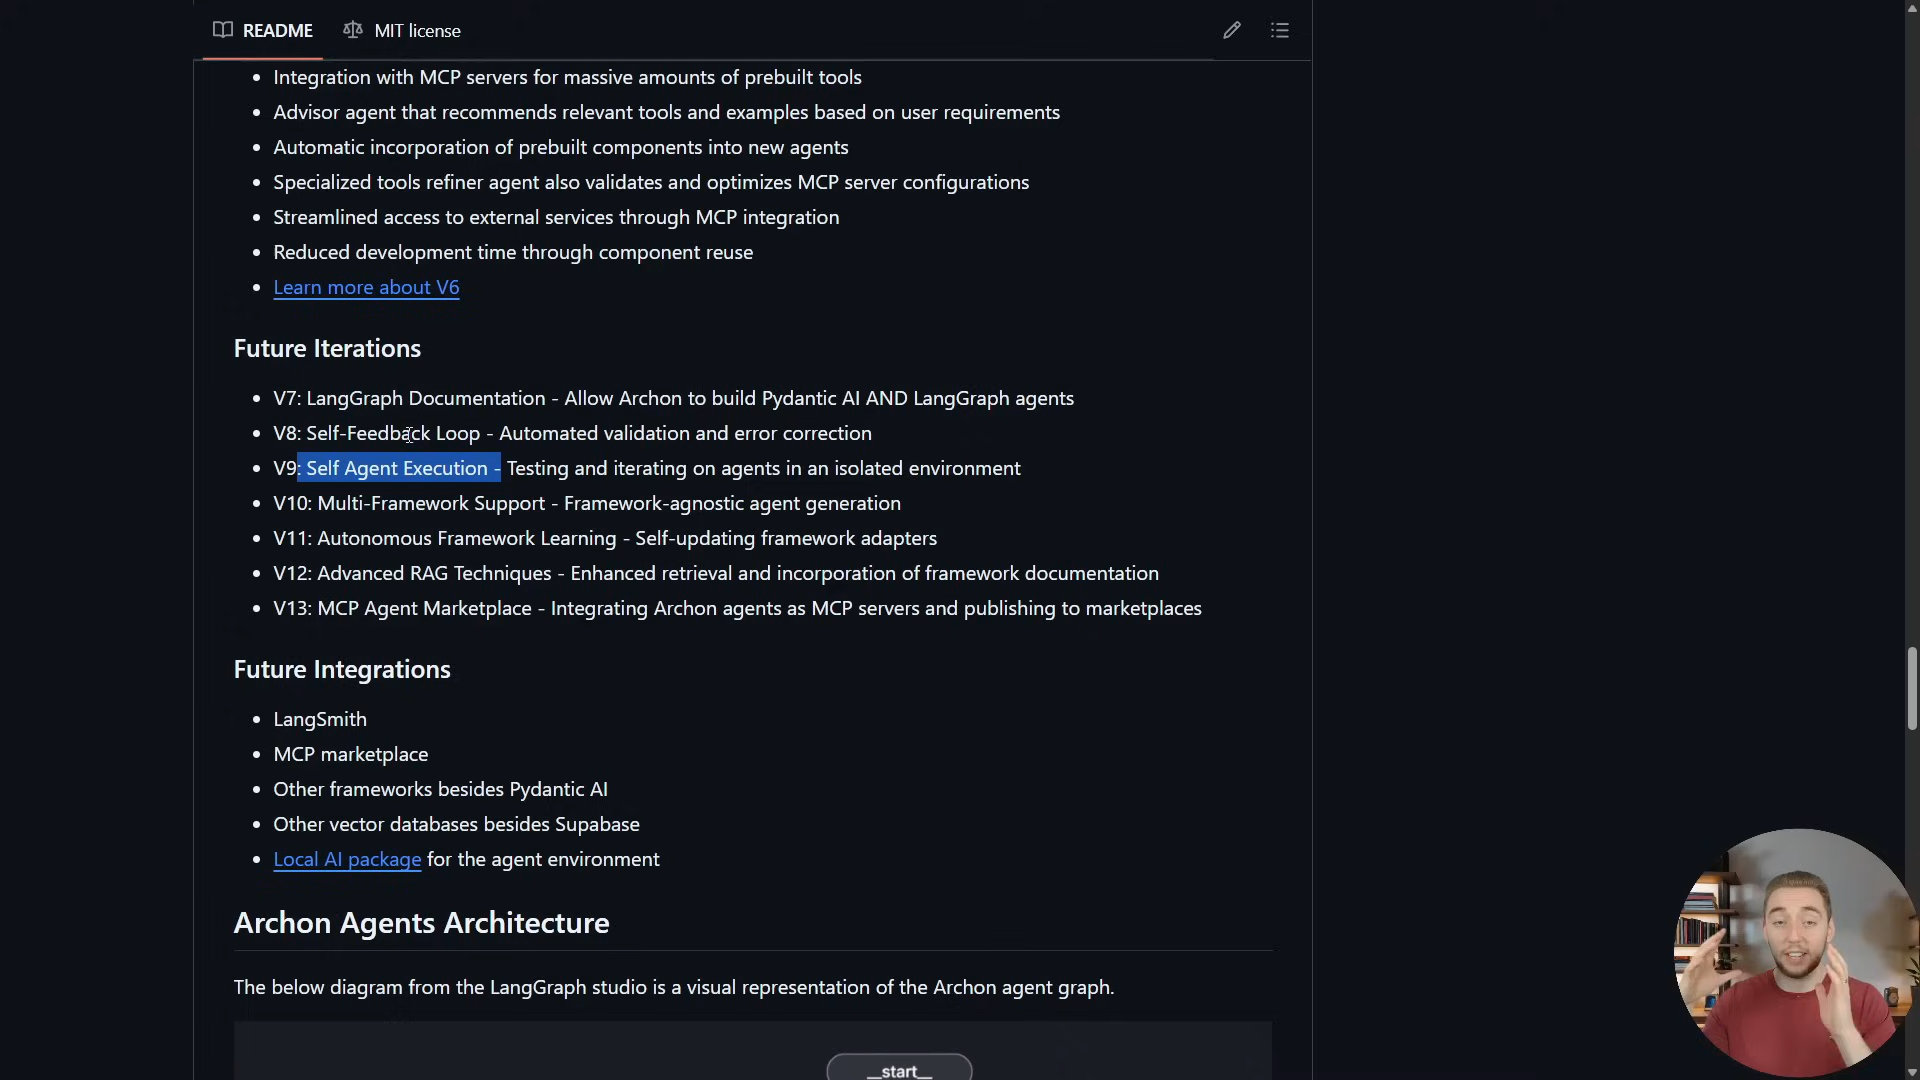 README
MIT license
Integration with MCP servers for massive amounts of prebuilt tools
Advisor agent that recommends relevant tools and examples based on user requirements
Automatic incorporation of prebuilt components into new agents
Specialized tools refiner agent also validates and optimizes MCP server configurations
Streamlined access to external services through MCP integration
Reduced development time through component reuse
Learn more about V6
Future Iterations
V7: LangGraph Documentation - Allow Archon to build Pydantic AI AND LangGraph agents
V8: Self-Feedback Loop - Automated validation and error correction
V9: Self Agent Execution - Testing and iterating on agents in an isolated environment
V10: Multi-Framework Support - Framework-agnostic agent generation
V11: Autonomous Framework Learning - Self-updating framework adapters
V12: Advanced RAG Techniques - Enhanced retrieval and incorporation of framework documentation
V13: MCP Agent Marketplace - Integrating Archon agents as MCP servers and publishing to marketplaces
Future Integrations
LangSmith
MCP marketplace
Other frameworks besides Pydantic AI
Other vector databases besides Supabase
Local AI package for the agent environment
Archon Agents Architecture
The below diagram from the LangGraph studio is a visual representation of the Archon agent graph.
__start__